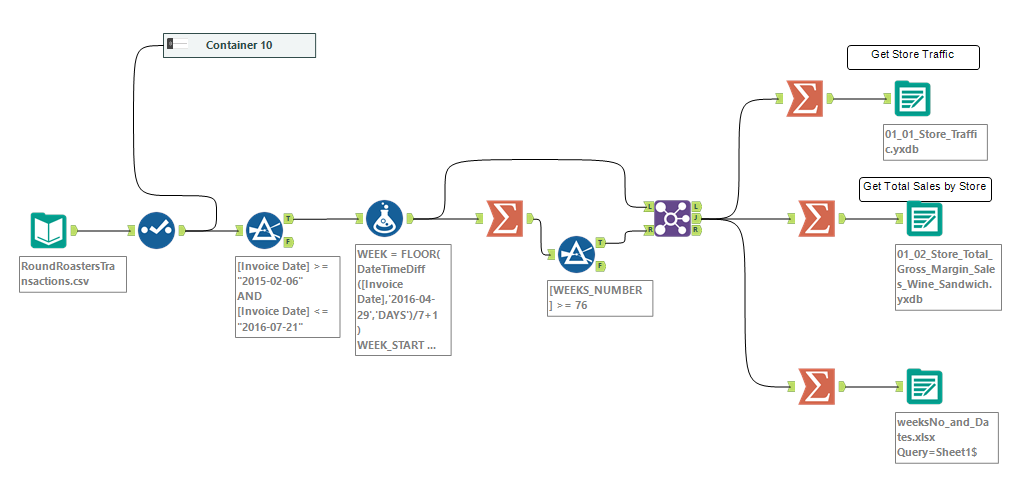 Container 10
Get Store Traffic
01_01_Store_Traffi
c.yxdb
Get Total Sales by Store
RoundRoastersTra
nsactions.csv
T
F
[Invoice Date] >=
"2015-02-06"
AND
[Invoice Date] <=
"2016-07-21"
WEEK = FLOOR(
DateTimeDiff
([Invoice
Date],'2016-04-
29','DAYS')/7+1
)
WEEK_START ...
T
F
[WEEKS_NUMBER
] >= 76
L
R
L
J
R
01_02_Store_Total_
Gross_Margin_Sale
s_Wine_Sandwich.
yxdb
weeksNo_and_Da
tes.xlsx
Query=Sheet1$